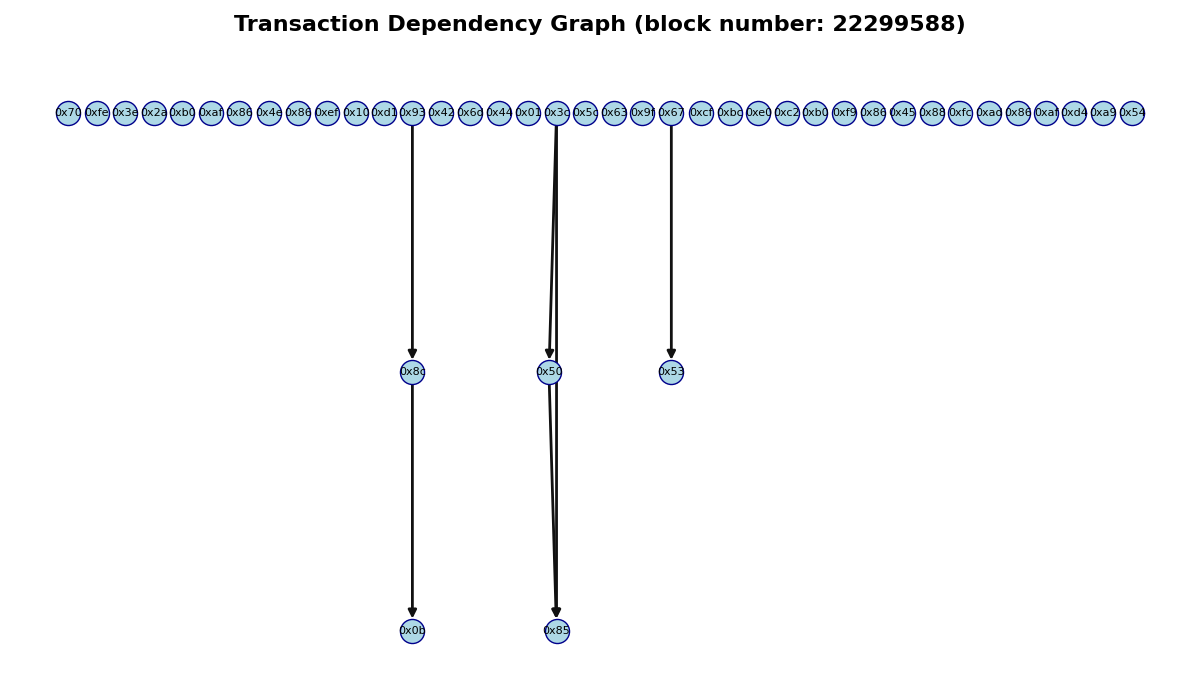 Transaction Dependency Graph (block number: 22299588)
0x70 0xfe 0x3e 0x2a 0xb0 0xaf 0x86 0x4e 0x86 0xef 0x10 0xd1 0x93 0x42 0x6d 0x44 0x01 0x3c 0x5c 0x63 0x9f 0x67 0xcf 0xbc 0xe0 0xc2 0xb0 0xf9 0x86 0x45 0x88 0xfc 0xad 0x86 0xaf 0xd4 0xa9 0x54
0x8c 0x50 0x53
0x0b 0x85